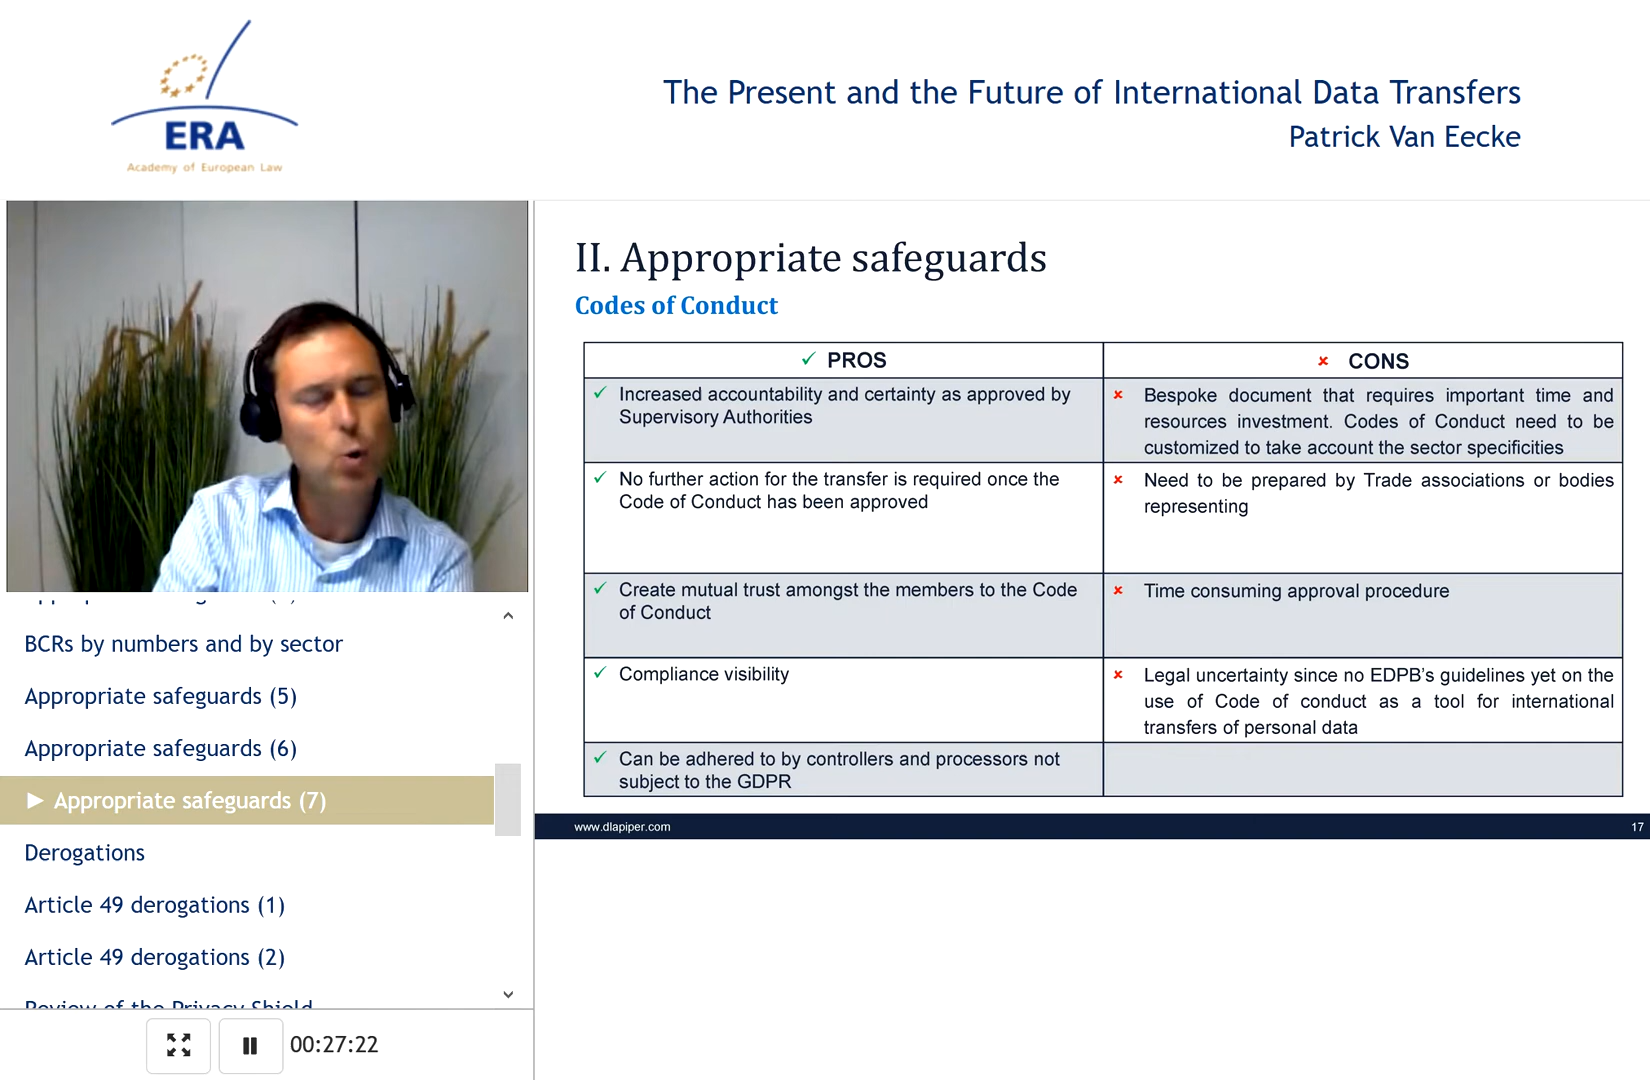 ERA
Academy of European Law
The Present and the Future of International Data Transfers
Patrick Van Eecke
II. Appropriate safeguards
Codes of Conduct
✓ PROS
✘ CONS
✓ Increased accountability and certainty as approved by
Supervisory Authorities
✘ Bespoke document that requires important time and
resources investment. Codes of Conduct need to be
customized to take account the sector specificities
✓ No further action for the transfer is required once the
Code of Conduct has been approved
✘ Need to be prepared by Trade associations or bodies
representing
✓ Create mutual trust amongst the members to the Code
of Conduct
✘ Time consuming approval procedure
✓ Compliance visibility
✘ Legal uncertainty since no EDPB's guidelines yet on the
use of Code of conduct as a tool for international
transfers of personal data
✓ Can be adhered to by controllers and processors not
subject to the GDPR
www.dlapiper.com
17
BCRs by numbers and by sector
Appropriate safeguards (5)
Appropriate safeguards (6)
► Appropriate safeguards (7)
Derogations
Article 49 derogations (1)
Article 49 derogations (2)
Review of the Privacy Shield
00:27:22